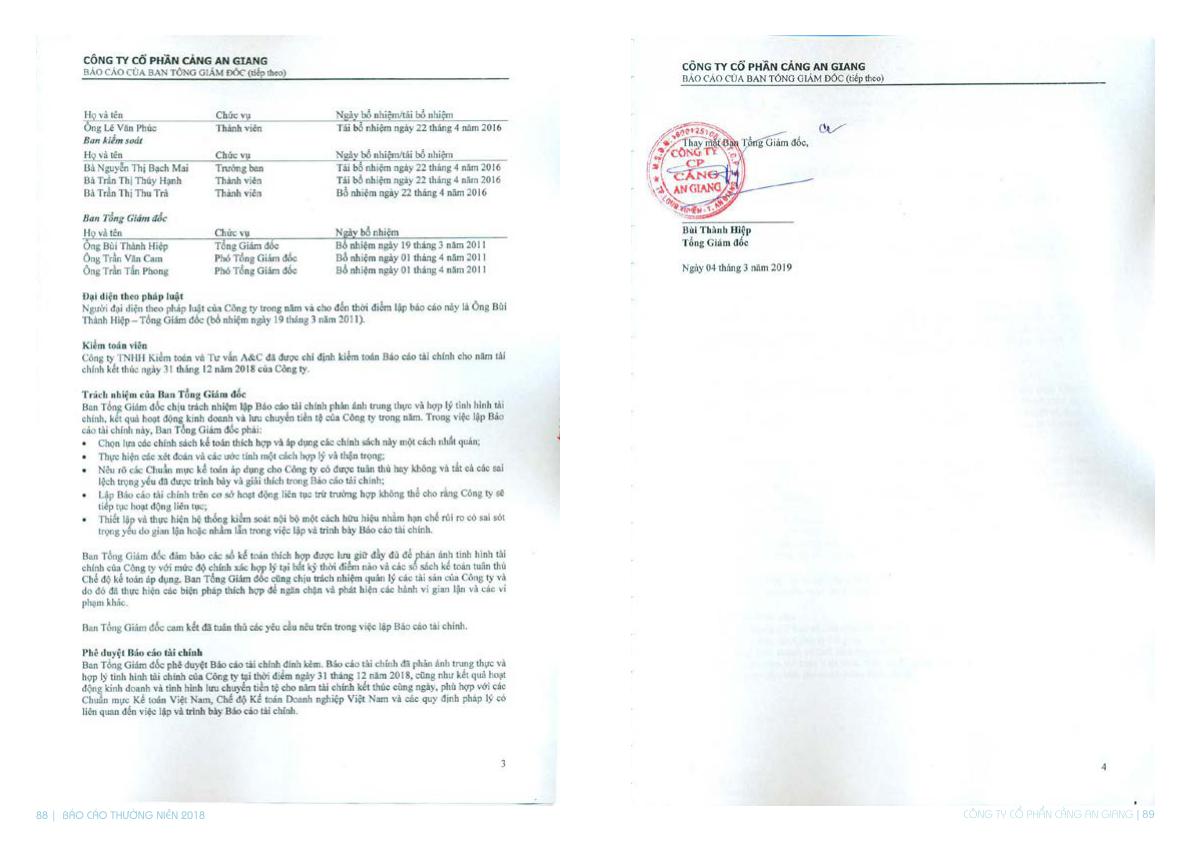 CÔNG TY CỔ PHẦN CẢNG AN GIANG
BÁO CÁO CỦA BAN TỔNG GIÁM ĐỐC (tiếp theo)
Họ và tên Chức vụ Ngày bổ nhiệm/tái bổ nhiệm
Ông Lê Văn Phúc Thành viên Tái bổ nhiệm ngày 22 tháng 4 năm 2016
Ban kiểm soát
Họ và tên Chức vụ Ngày bổ nhiệm/tái bổ nhiệm
Bà Nguyễn Thị Bạch Mai Trưởng ban Tái bổ nhiệm ngày 22 tháng 4 năm 2016
Bà Trần Thị Thúy Hạnh Thành viên Tái bổ nhiệm ngày 22 tháng 4 năm 2016
Bà Trần Thị Thu Trà Thành viên Bổ nhiệm ngày 22 tháng 4 năm 2016
Ban Tổng Giám đốc
Họ và tên Chức vụ Ngày bổ nhiệm
Ông Bùi Thành Hiệp Tổng Giám đốc Bổ nhiệm ngày 19 tháng 3 năm 2011
Ông Trần Văn Cam Phó Tổng Giám đốc Bổ nhiệm ngày 01 tháng 4 năm 2011
Ông Trần Tấn Phong Phó Tổng Giám đốc Bổ nhiệm ngày 01 tháng 4 năm 2011
Đại diện theo pháp luật
Người đại diện theo pháp luật của Công ty trong năm và cho đến thời điểm lập báo cáo này là Ông Bùi
Thành Hiệp – Tổng Giám đốc (bổ nhiệm ngày 19 tháng 3 năm 2011).
Kiểm toán viên
Công ty TNHH Kiểm toán và Tư vấn A&C đã được chỉ định kiểm toán Báo cáo tài chính cho năm tài
chính kết thúc ngày 31 tháng 12 năm 2018 của Công ty.
Trách nhiệm của Ban Tổng Giám đốc
Ban Tổng Giám đốc chịu trách nhiệm lập Báo cáo tài chính phản ánh trung thực và hợp lý tình hình tài
chính, kết quả hoạt động kinh doanh và lưu chuyển tiền tệ của Công ty trong năm. Trong việc lập Báo
cáo tài chính này, Ban Tổng Giám đốc phải:
• Chọn lựa các chính sách kế toán thích hợp và áp dụng các chính sách này một cách nhất quán;
• Thực hiện các xét đoán và các ước tính một cách hợp lý và thận trọng;
• Nêu rõ các Chuẩn mực kế toán áp dụng cho Công ty có được tuân thủ hay không và tất cả các sai
lệch trọng yếu đã được trình bày và giải thích trong Báo cáo tài chính;
• Lập Báo cáo tài chính trên cơ sở hoạt động liên tục trừ trường hợp không thể cho rằng Công ty sẽ
tiếp tục hoạt động liên tục;
• Thiết lập và thực hiện hệ thống kiểm soát nội bộ một cách hữu hiệu nhằm hạn chế rủi ro có sai sót
trọng yếu do gian lận hoặc nhầm lẫn trong việc lập và trình bày Báo cáo tài chính.
Ban Tổng Giám đốc đảm bảo các sổ kế toán thích hợp được lưu giữ đầy đủ để phản ánh tình hình tài
chính của Công ty với mức độ chính xác hợp lý tại bất kỳ thời điểm nào và các sổ sách kế toán tuân thủ
Chế độ kế toán áp dụng. Ban Tổng Giám đốc cũng chịu trách nhiệm quản lý các tài sản của Công ty và
do đó đã thực hiện các biện pháp thích hợp để ngăn chặn và phát hiện các hành vi gian lận và các vi
phạm khác.
Ban Tổng Giám đốc cam kết đã tuân thủ các yêu cầu nêu trên trong việc lập Báo cáo tài chính.
Phê duyệt Báo cáo tài chính
Ban Tổng Giám đốc phê duyệt Báo cáo tài chính đính kèm. Báo cáo tài chính đã phản ánh trung thực và
hợp lý tình hình tài chính của Công ty tại thời điểm ngày 31 tháng 12 năm 2018, cũng như kết quả hoạt
động kinh doanh và tình hình lưu chuyển tiền tệ cho năm tài chính kết thúc cùng ngày, phù hợp với các
Chuẩn mực Kế toán Việt Nam, Chế độ Kế toán Doanh nghiệp Việt Nam và các quy định pháp lý có
liên quan đến việc lập và trình bày Báo cáo tài chính.
3
88 | BÁO CÁO THƯỜNG NIÊN 2018
CÔNG TY CỔ PHẦN CẢNG AN GIANG
BÁO CÁO CỦA BAN TỔNG GIÁM ĐỐC (tiếp theo)
Thay mặt Ban Tổng Giám đốc,
CÔNG TY
CP
CẢNG
AN GIANG
TP. LONG XUYÊN - T. AN GIANG
Bùi Thành Hiệp
Tổng Giám đốc
Ngày 04 tháng 3 năm 2019
4
CÔNG TY CỔ PHẦN CẢNG AN GIANG | 89